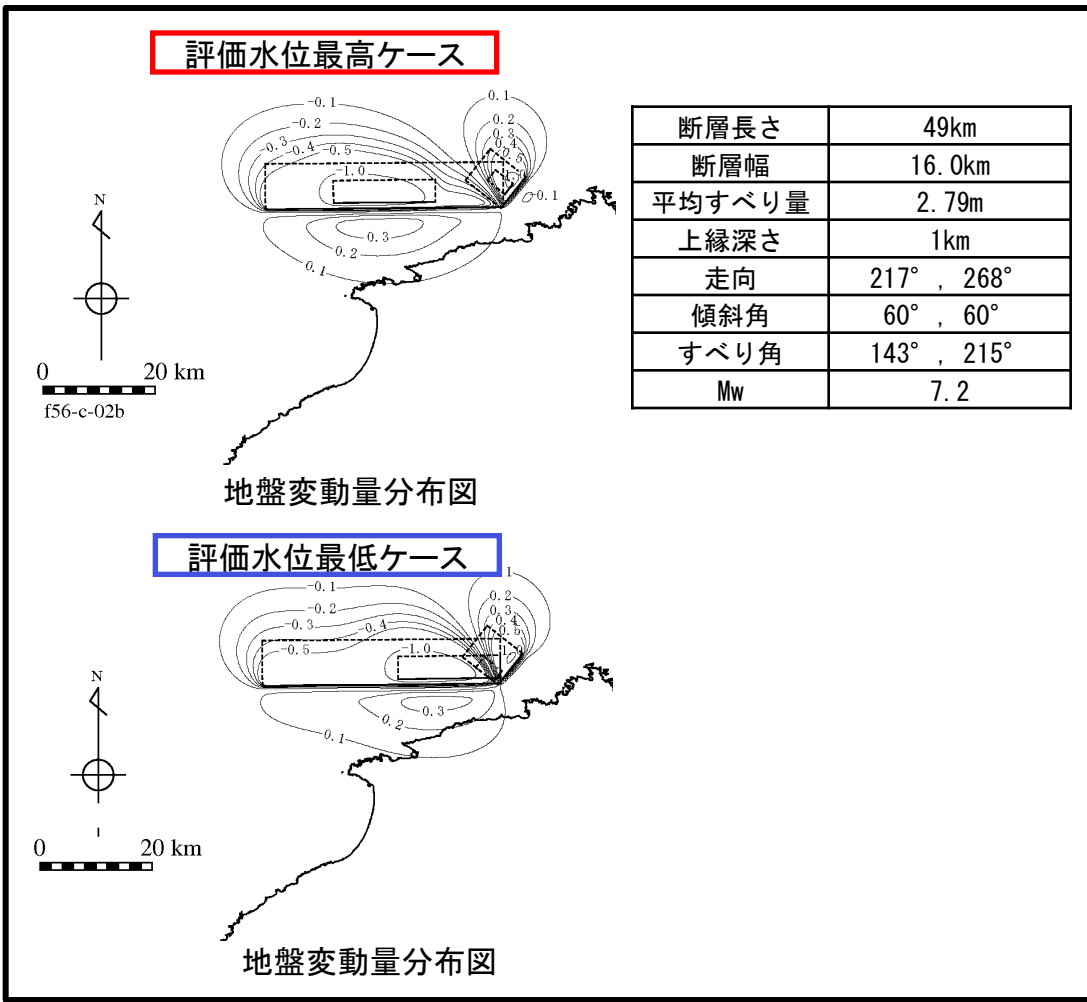 評価水位最高ケース
-0.1
-0.2
-0.3
-0.4
-0.5
-1.0
0.1
0.2
0.3
0.4
0.5
-0.1
0.3
0.2
0.1
N
0 20 km
f56-c-02b
地盤変動量分布図
断層長さ 49km
断層幅 16.0km
平均すべり量 2.79m
上縁深さ 1km
走向 217° , 268°
傾斜角 60° , 60°
すべり角 143° , 215°
Mw 7.2
評価水位最低ケース
-0.1
-0.2
-0.3
-0.4
-0.5
-1.0
0.2
0.3
0.4
0.5
0.3
0.2
0.1
N
0 20 km
地盤変動量分布図